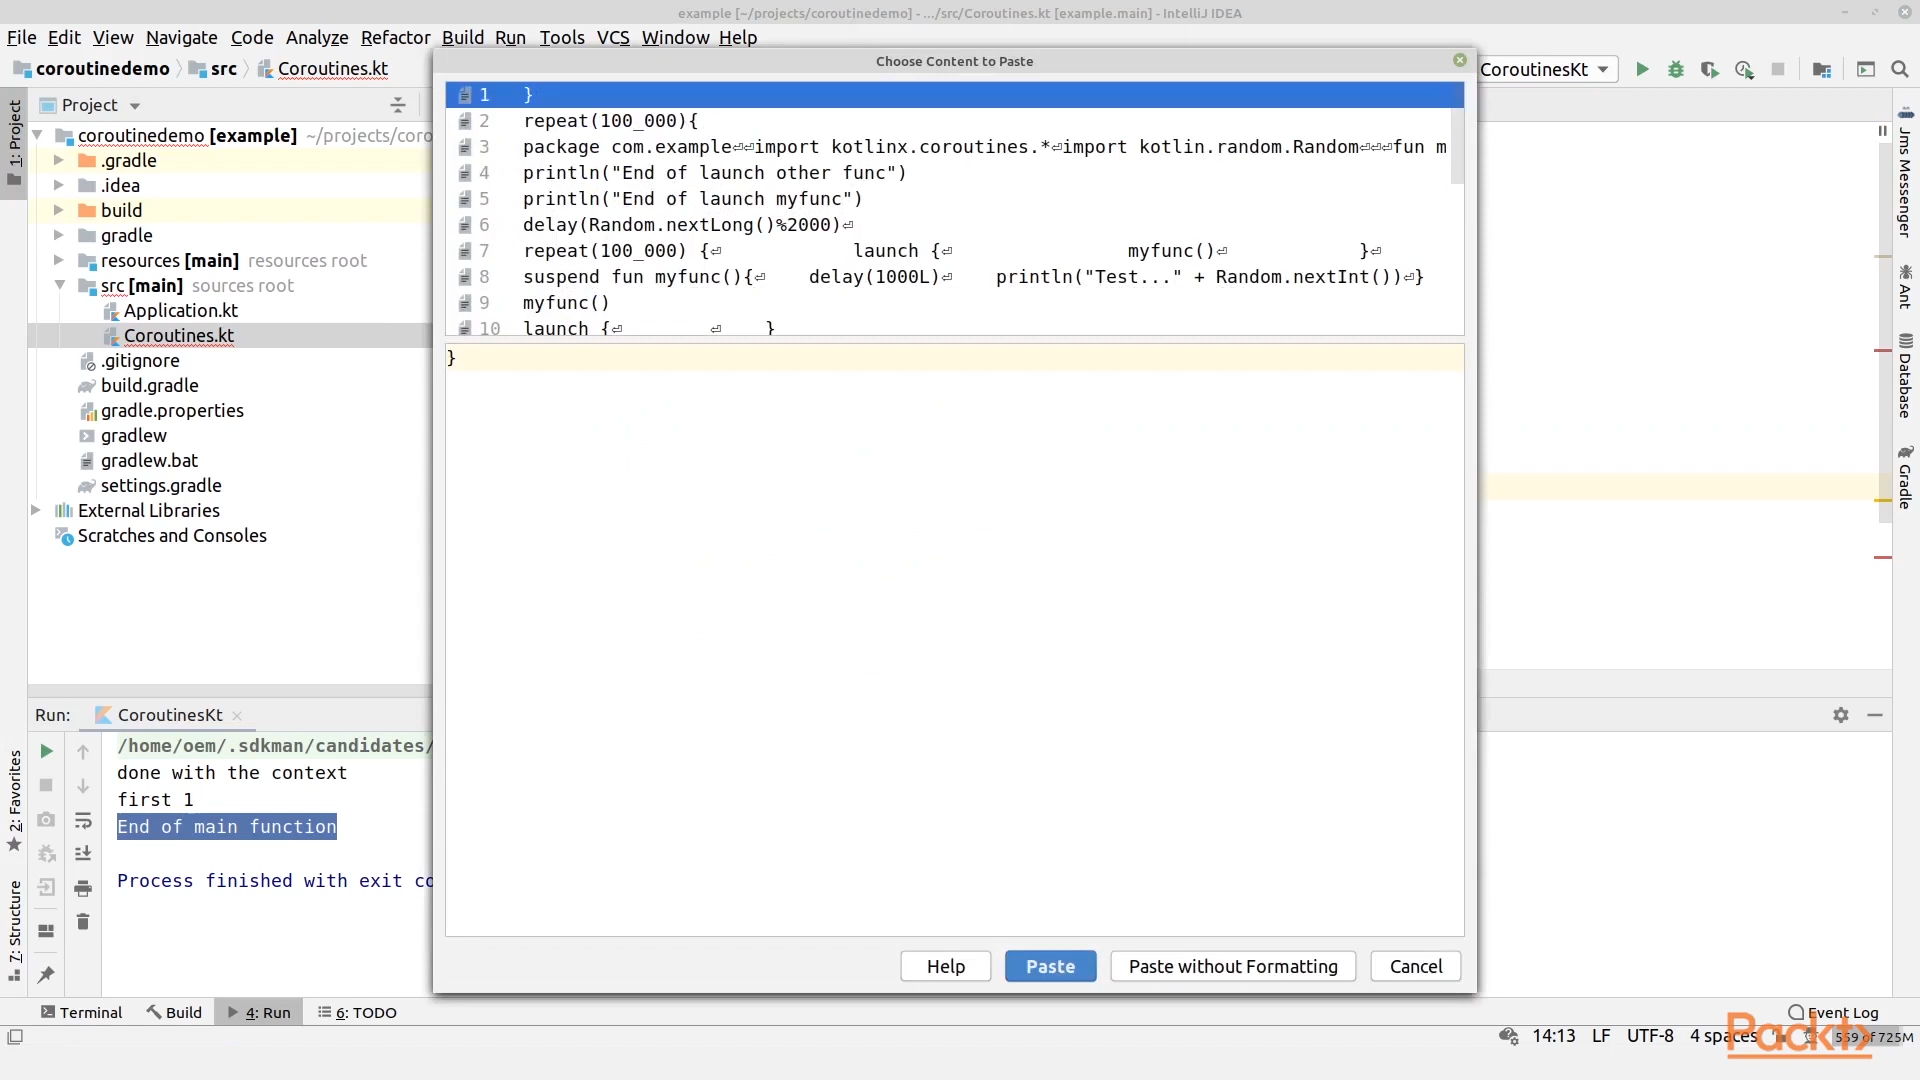 example [~/projects/coroutinedemo] - .../src/Coroutines.kt [example.main] - IntelliJ IDEA
File Edit View Navigate Code Analyze Refactor Build Run Tools VCS Window Help
coroutinedemo src Coroutines.kt
CoroutinesKt
Choose Content to Paste
1 }
2 repeat(100_000){
3 package com.example⏎⏎import kotlinx.coroutines.*⏎import kotlin.random.Random⏎⏎⏎fun m
4 println("End of launch other func")
5 println("End of launch myfunc")
6 delay(Random.nextLong()%2000)⏎
7 repeat(100_000) {⏎ launch {⏎ myfunc()⏎ }⏎
8 suspend fun myfunc(){⏎ delay(1000L)⏎ println("Test..." + Random.nextInt())⏎}
9 myfunc()
10 launch {⏎ ⏎ }
}
Help Paste Paste without Formatting Cancel
1: Project
Project
coroutinedemo [example] ~/projects/coro
.gradle
.idea
build
gradle
resources [main] resources root
src [main] sources root
Application.kt
Coroutines.kt
.gitignore
build.gradle
gradle.properties
gradlew
gradlew.bat
settings.gradle
External Libraries
Scratches and Consoles
Jms Messenger
Ant
Database
Gradle
2: Favorites
7: Structure
Run: CoroutinesKt
/home/oem/.sdkman/candidates/
done with the context
first 1
End of main function
Process finished with exit co
Terminal Build 4: Run 6: TODO
Event Log
14:13 LF UTF-8 4 spaces 559 of 725M
Packt>